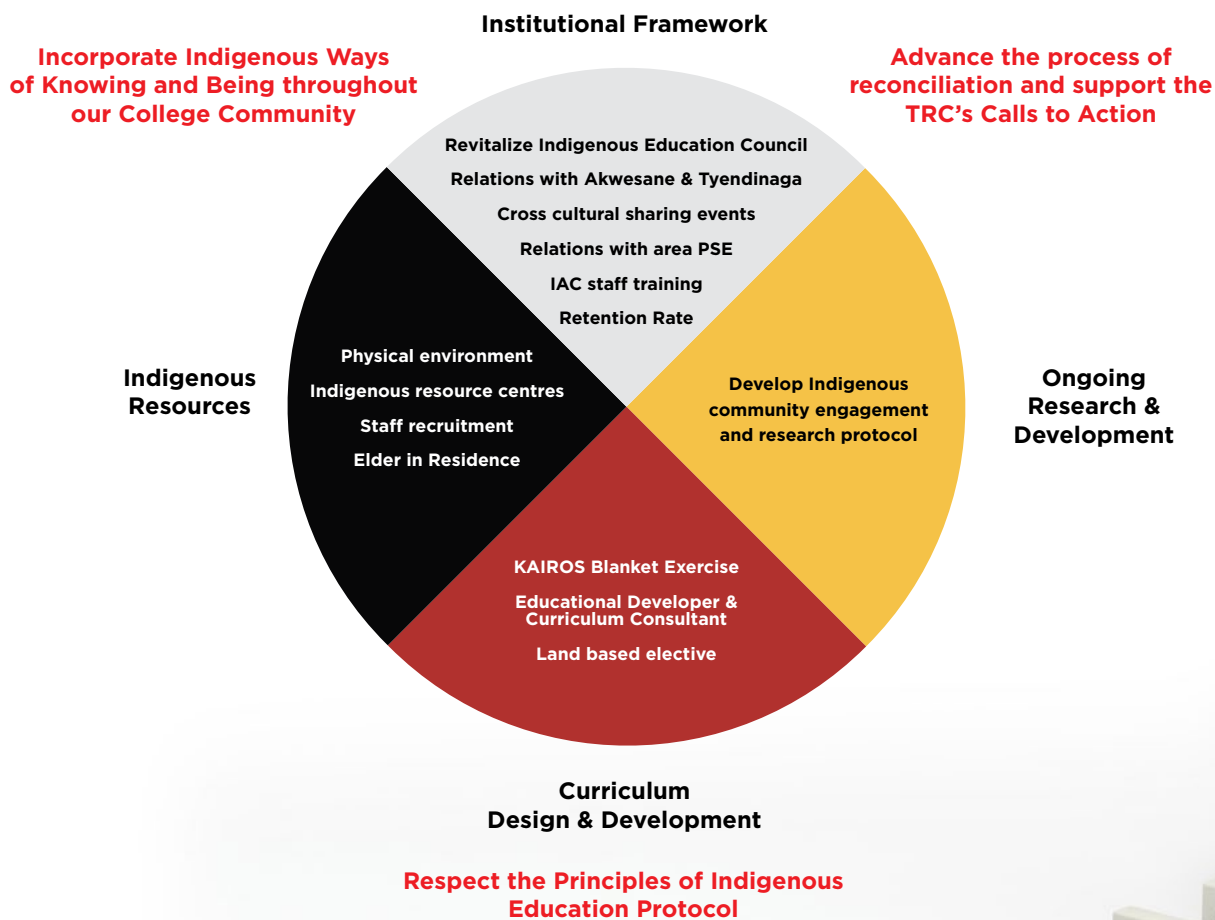 Institutional Framework
Incorporate Indigenous Ways
of Knowing and Being throughout
our College Community
Advance the process of
reconciliation and support the
TRC's Calls to Action
Revitalize Indigenous Education Council
Relations with Akwesane & Tyendinaga
Cross cultural sharing events
Relations with area PSE
IAC staff training
Retention Rate
Indigenous
Resources
Physical environment
Indigenous resource centres
Staff recruitment
Elder in Residence
Develop Indigenous
community engagement
and research protocol
Ongoing
Research &
Development
KAIROS Blanket Exercise
Educational Developer &
Curriculum Consultant
Land based elective
Curriculum
Design & Development
Respect the Principles of Indigenous
Education Protocol